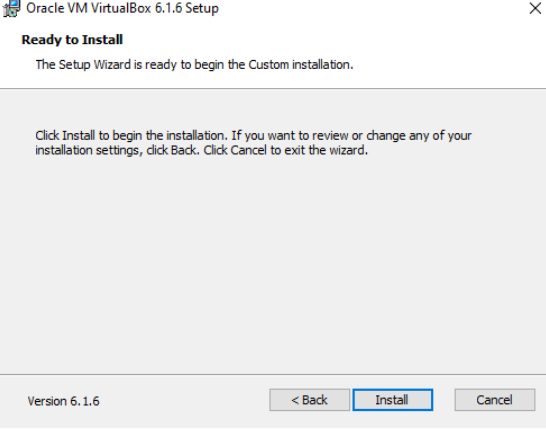 Oracle VM VirtualBox 6.1.6 Setup
Ready to Install
The Setup Wizard is ready to begin the Custom installation.
Click Install to begin the installation. If you want to review or change any of your
installation settings, click Back. Click Cancel to exit the wizard.
Version 6.1.6
< Back
Install
Cancel